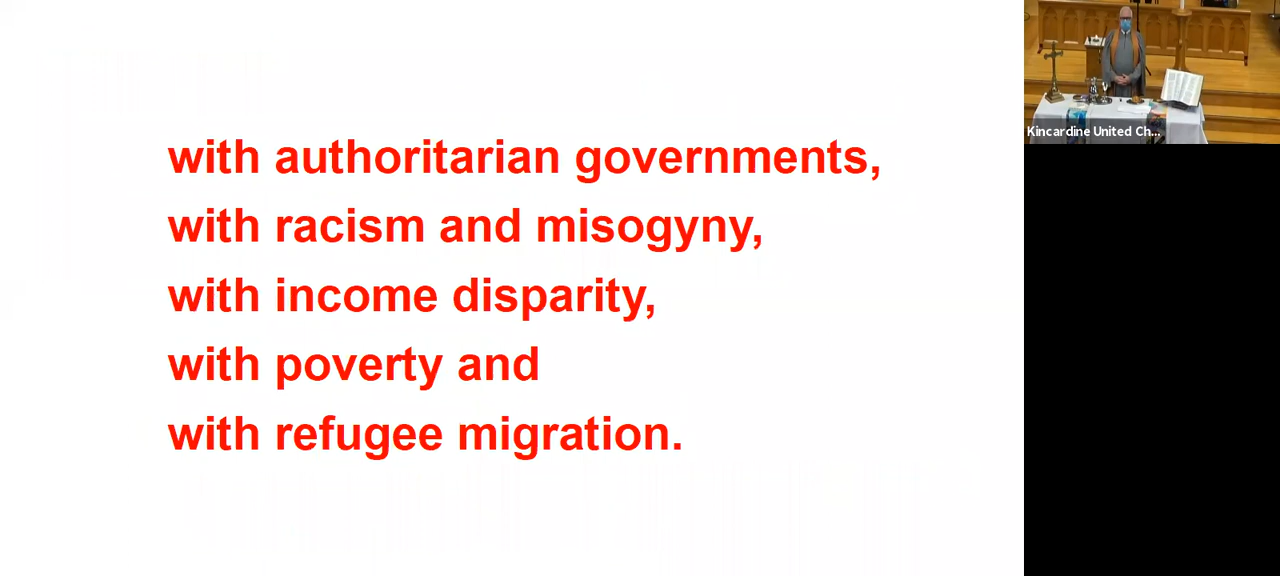 with authoritarian governments,
with racism and misogyny,
with income disparity,
with poverty and
with refugee migration.
Kincardine United Ch...